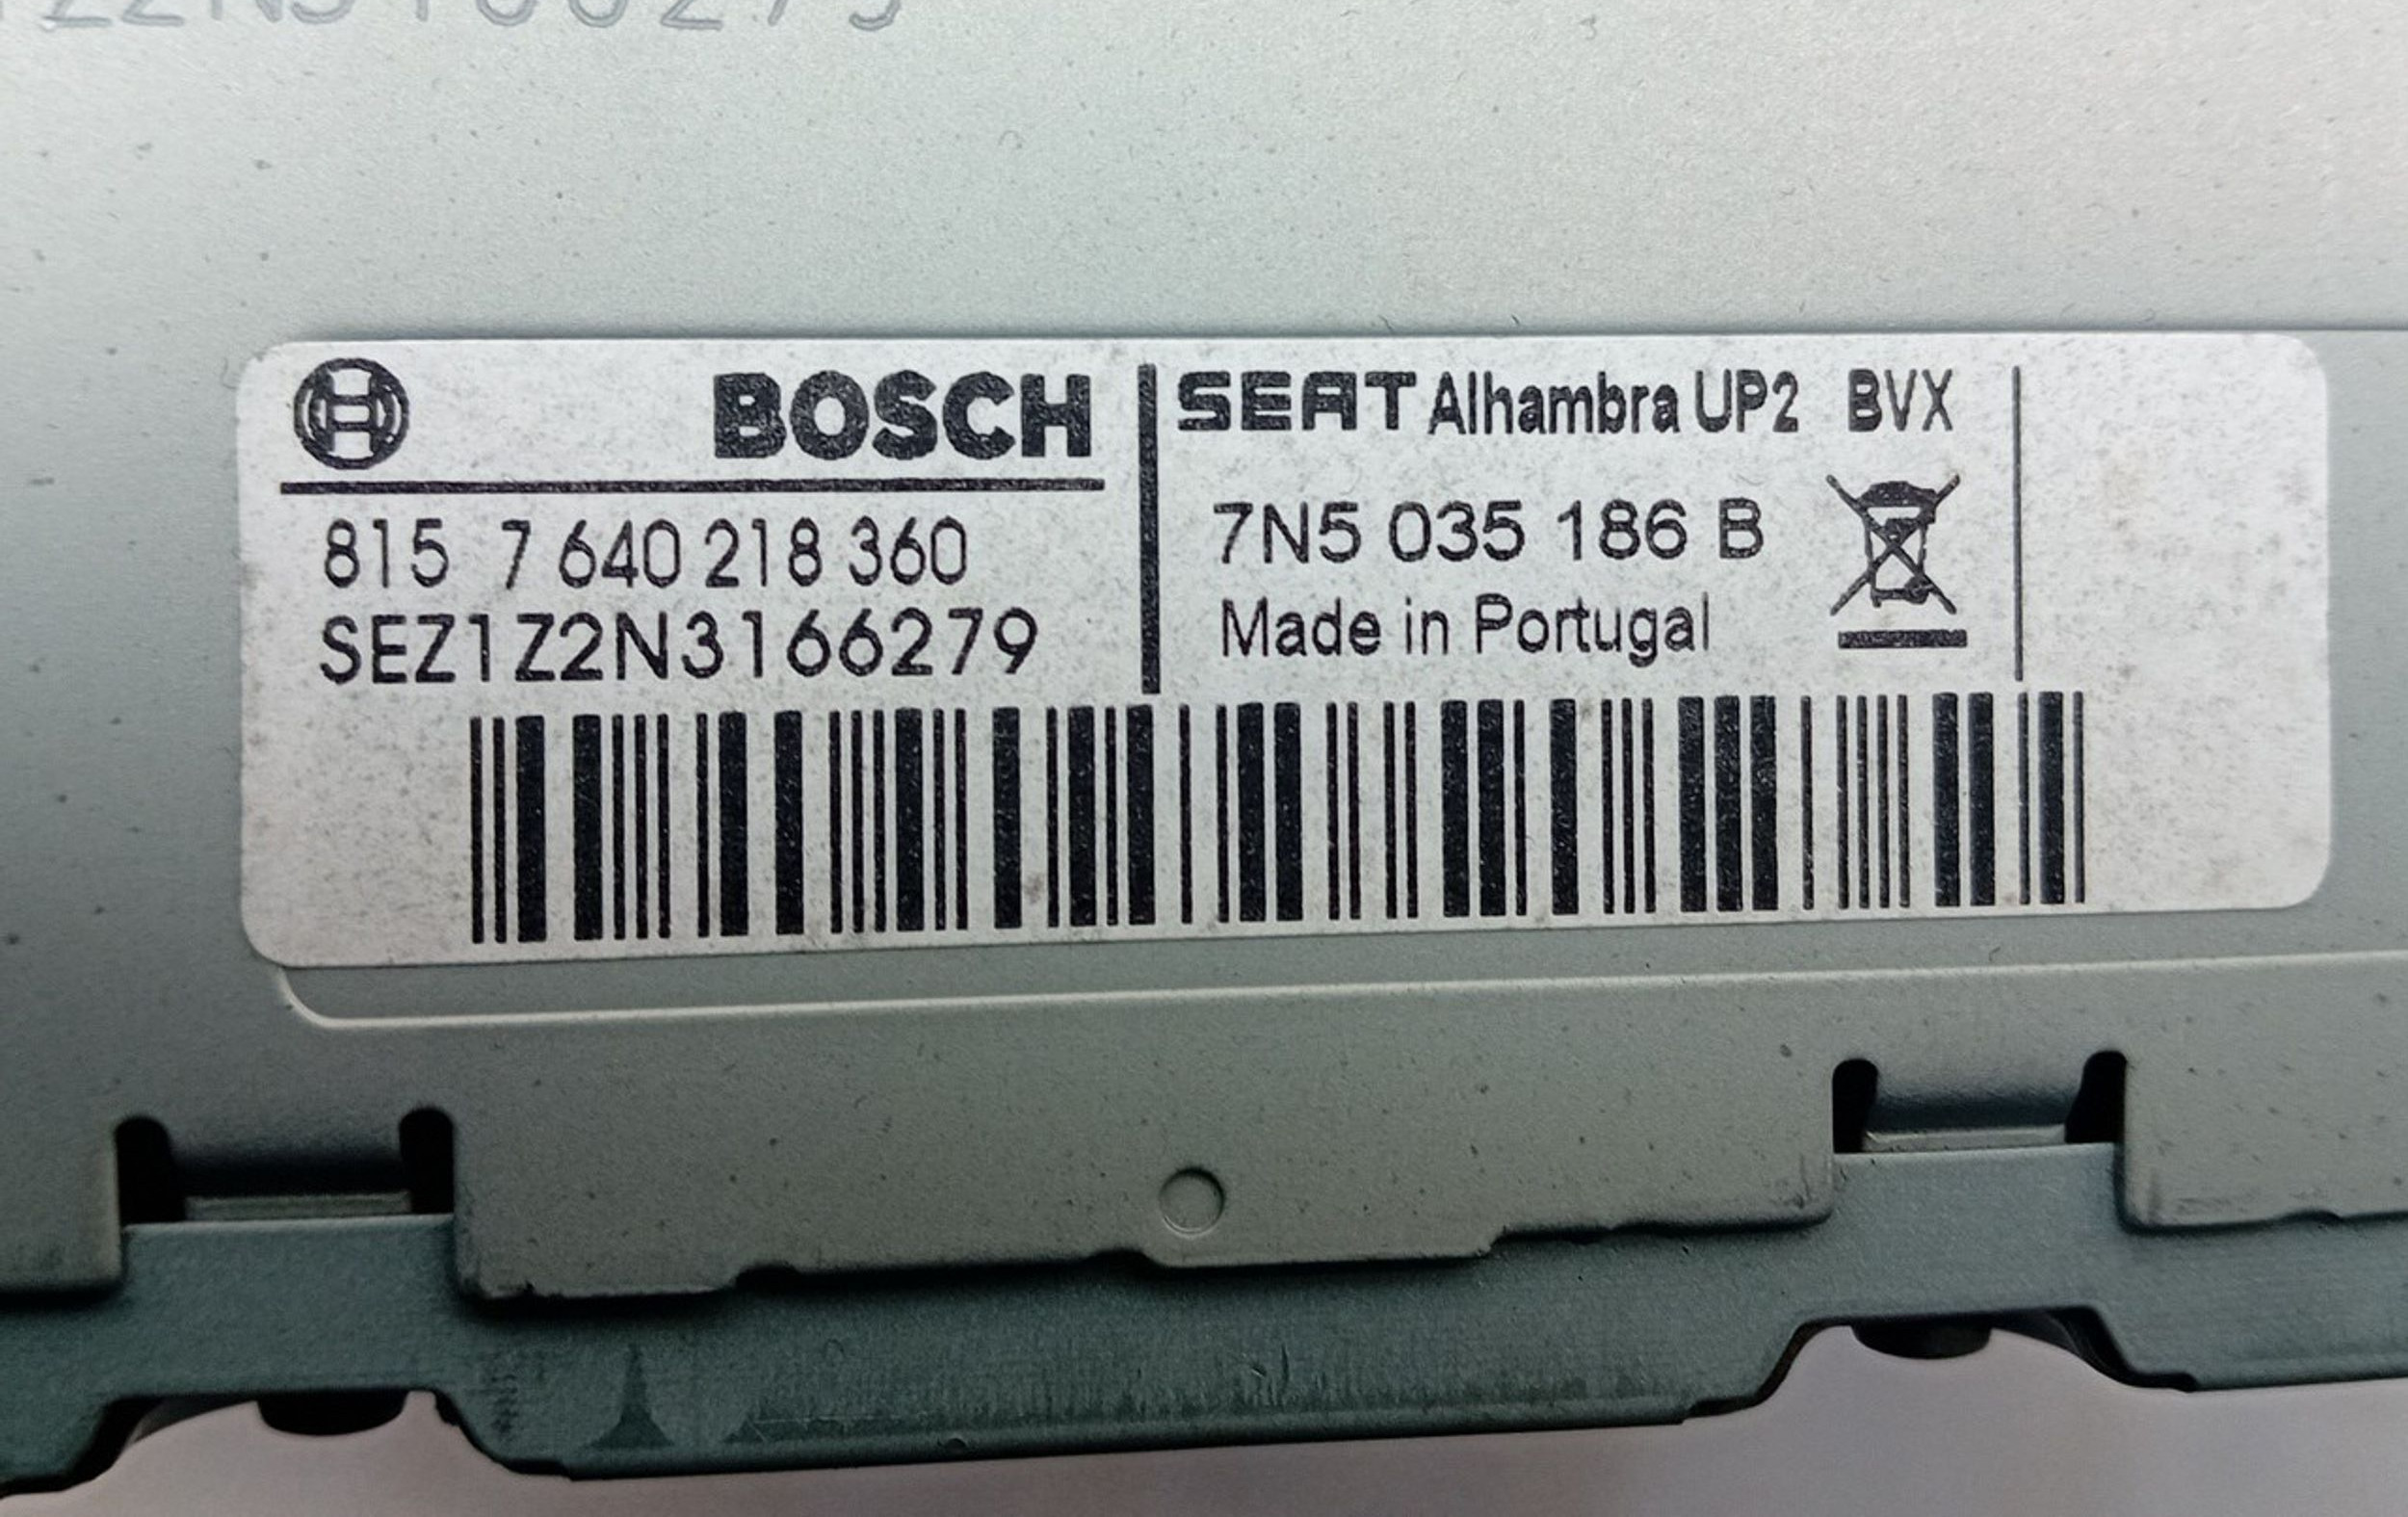 BOSCH
815 7 640 218 360
SEZ1Z2N3166279
SEAT Alhambra UP2 BVX
7N5 035 186 B
Made in Portugal